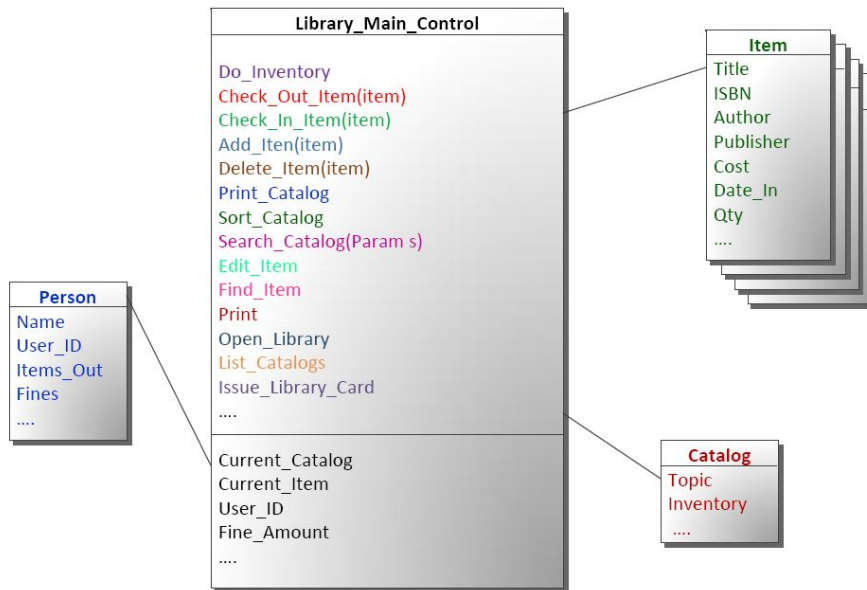 Library_Main_Control
Do_Inventory
Check_Out_Item(item)
Check_In_Item(item)
Add_Iten(item)
Delete_Item(item)
Print_Catalog
Sort_Catalog
Search_Catalog(Param s)
Edit_Item
Find_Item
Print
Open_Library
List_Catalogs
Issue_Library_Card
....
Current_Catalog
Current_Item
User_ID
Fine_Amount
....
Item
Title
ISBN
Author
Publisher
Cost
Date_In
Qty
....
Person
Name
User_ID
Items_Out
Fines
....
Catalog
Topic
Inventory
....